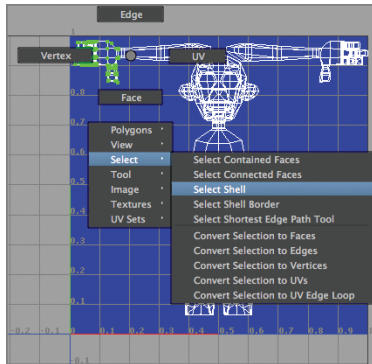 Edge
Vertex
UV
Face
0.8
0.7
0.6
0.5
0.4
0.3
0.2
0.1
Polygons
View
Select
Tool
Image
Textures
UV Sets
Select Contained Faces
Select Connected Faces
Select Shell
Select Shell Border
Select Shortest Edge Path Tool
Convert Selection to Faces
Convert Selection to Edges
Convert Selection to Vertices
Convert Selection to UVs
Convert Selection to UV Edge Loop
-0.2 -0.1 0.1 0.2 0.3 0.4 0.5 0.6 0.7 0.8 0.9
-0.1